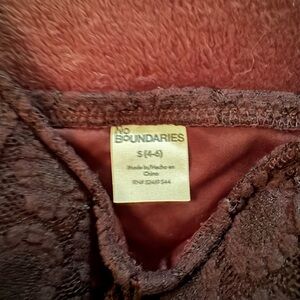 NO
BOUNDARIES
S (4-6)
Made in/Hecho en
China